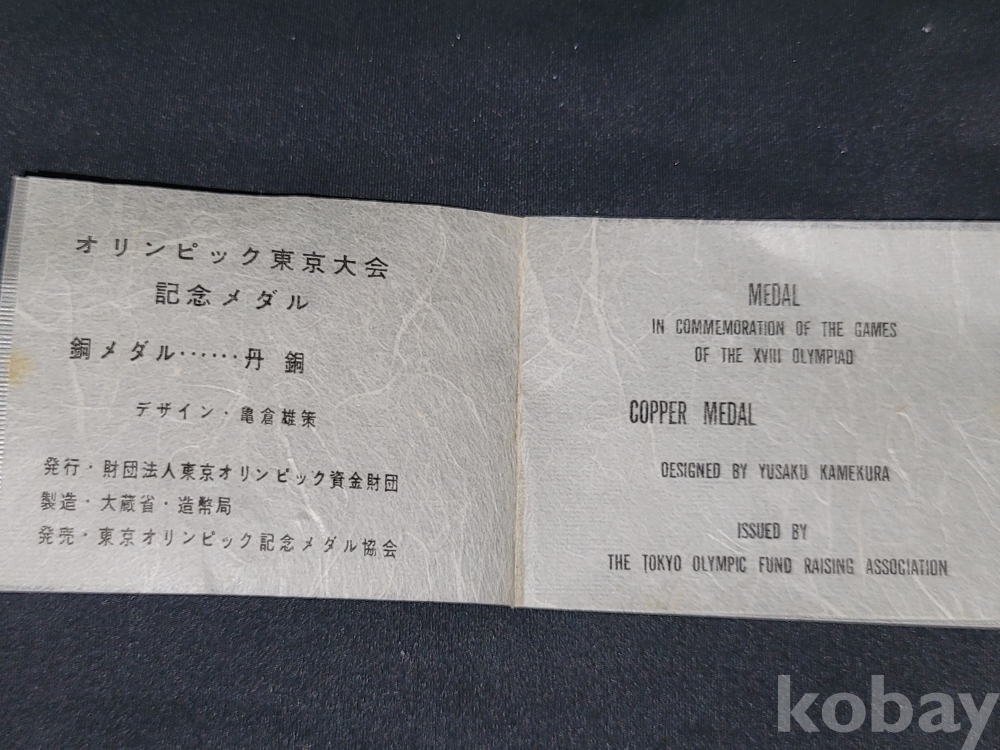 オリンピック東京大会
記念メダル
銅メダル……丹銅
デザイン・亀倉雄策
発行・財団法人東京オリンピック資金財団
製造・大蔵省・造幣局
発売・東京オリンピック記念メダル協会
MEDAL
IN COMMEMORATION OF THE GAMES
OF THE XVIII OLYMPIAD
COPPER MEDAL
DESIGNED BY YUSAKU KAMEKURA
ISSUED BY
THE TOKYO OLYMPIC FUND RAISING ASSOCIATION
kobay